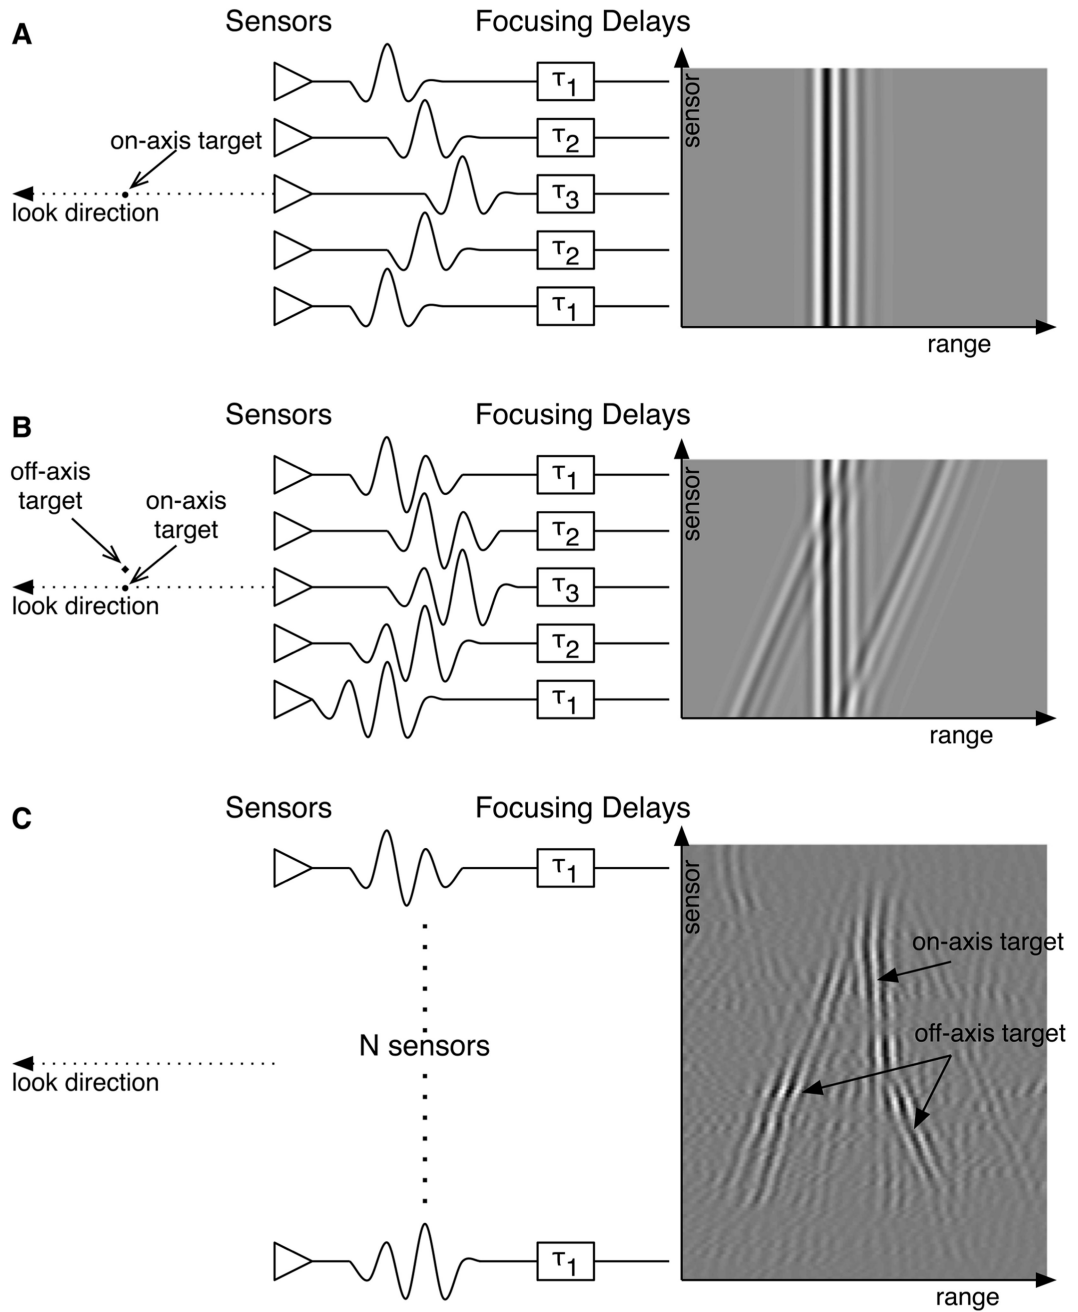 A
Sensors
Focusing Delays
τ1
τ2
τ3
τ2
τ1
on-axis target
look direction
sensor
range
B
Sensors
Focusing Delays
off-axis
target
on-axis
target
look direction
τ1
τ2
τ3
τ2
τ1
sensor
range
C
Sensors
Focusing Delays
τ1
N sensors
look direction
τ1
sensor
on-axis target
off-axis target
range